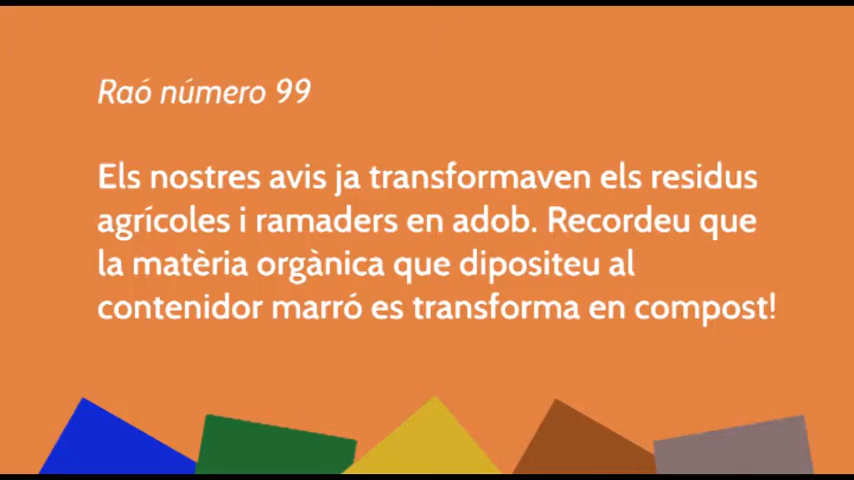 Raó número 99
Els nostres avis ja transformaven els residus
agrícoles i ramaders en adob. Recordeu que
la matèria orgànica que dipositeu al
contenidor marró es transforma en compost!